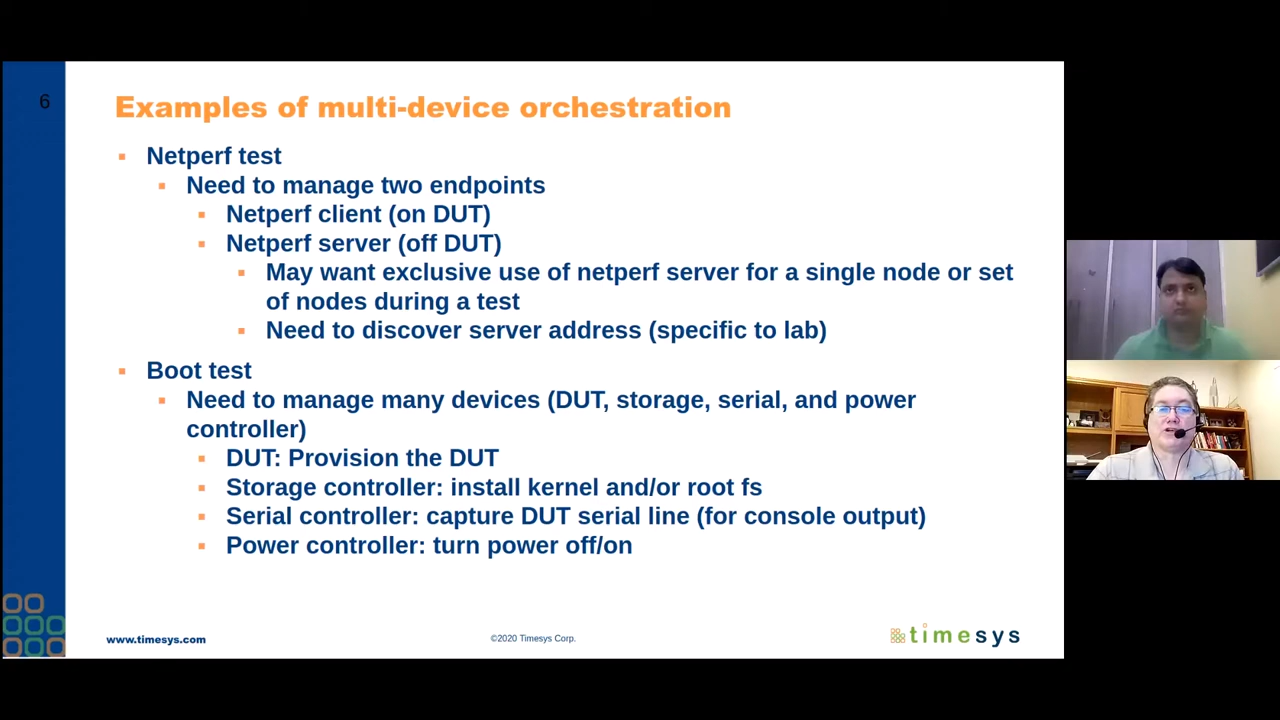 6
Examples of multi-device orchestration
Netperf test
Need to manage two endpoints
Netperf client (on DUT)
Netperf server (off DUT)
May want exclusive use of netperf server for a single node or set
of nodes during a test
Need to discover server address (specific to lab)
Boot test
Need to manage many devices (DUT, storage, serial, and power
controller)
DUT: Provision the DUT
Storage controller: install kernel and/or root fs
Serial controller: capture DUT serial line (for console output)
Power controller: turn power off/on
www.timesys.com
©2020 Timesys Corp.
timesys